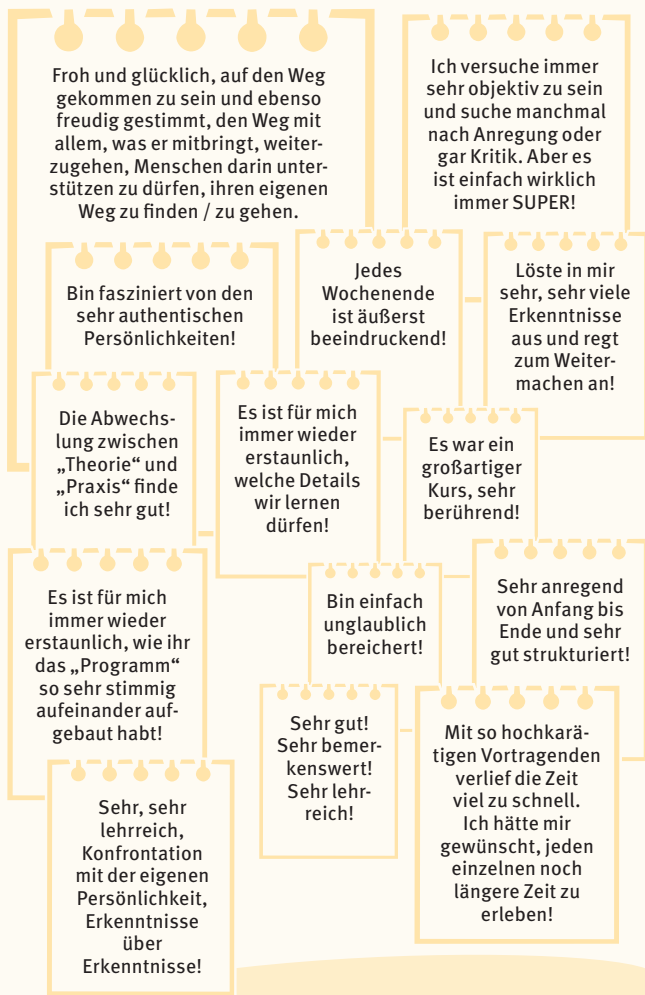 Froh und glücklich, auf den Weg
gekommen zu sein und ebenso
freudig gestimmt, den Weg mit
allem, was er mitbringt, weiter-
zugehen, Menschen darin unter-
stützen zu dürfen, ihren eigenen
Weg zu finden / zu gehen.
Ich versuche immer
sehr objektiv zu sein
und suche manchmal
nach Anregung oder
gar Kritik. Aber es
ist einfach wirklich
immer SUPER!
Bin fasziniert von den
sehr authentischen
Persönlichkeiten!
Jedes
Wochenende
ist äußerst
beeindruckend!
Löste in mir
sehr, sehr viele
Erkenntnisse
aus und regt
zum Weiter-
machen an!
Die Abwechs-
lung zwischen
„Theorie“ und
„Praxis“ finde
ich sehr gut!
Es ist für mich
immer wieder
erstaunlich,
welche Details
wir lernen
dürfen!
Es war ein
großartiger
Kurs, sehr
berührend!
Es ist für mich
immer wieder
erstaunlich, wie ihr
das „Programm“
so sehr stimmig
aufeinander auf-
gebaut habt!
Bin einfach
unglaublich
bereichert!
Sehr anregend
von Anfang bis
Ende und sehr
gut strukturiert!
Sehr gut!
Sehr bemer-
kenswert!
Sehr lehr-
reich!
Mit so hochkarä-
tigen Vortragenden
verlief die Zeit
viel zu schnell.
Ich hätte mir
gewünscht, jeden
einzelnen noch
längere Zeit zu
erleben!
Sehr, sehr
lehrreich,
Konfrontation
mit der eigenen
Persönlichkeit,
Erkenntnisse
über
Erkenntnisse!